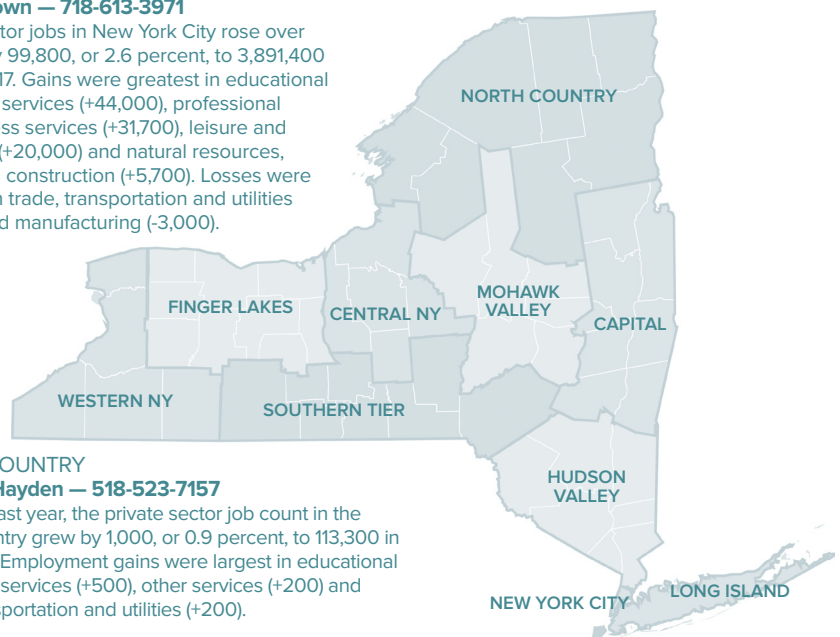 own — 718-613-3971
tor jobs in New York City rose over
y 99,800, or 2.6 percent, to 3,891,400
17. Gains were greatest in educational
services (+44,000), professional
ess services (+31,700), leisure and
(+20,000) and natural resources,
construction (+5,700). Losses were
n trade, transportation and utilities
d manufacturing (-3,000).
NORTH COUNTRY
FINGER LAKES
CENTRAL NY
MOHAWK
VALLEY
CAPITAL
WESTERN NY
SOUTHERN TIER
HUDSON
VALLEY
NEW YORK CITY
LONG ISLAND
OUNTRY
Hayden — 518-523-7157
ast year, the private sector job count in the
ntry grew by 1,000, or 0.9 percent, to 113,300 in
Employment gains were largest in educational
services (+500), other services (+200) and
sportation and utilities (+200).